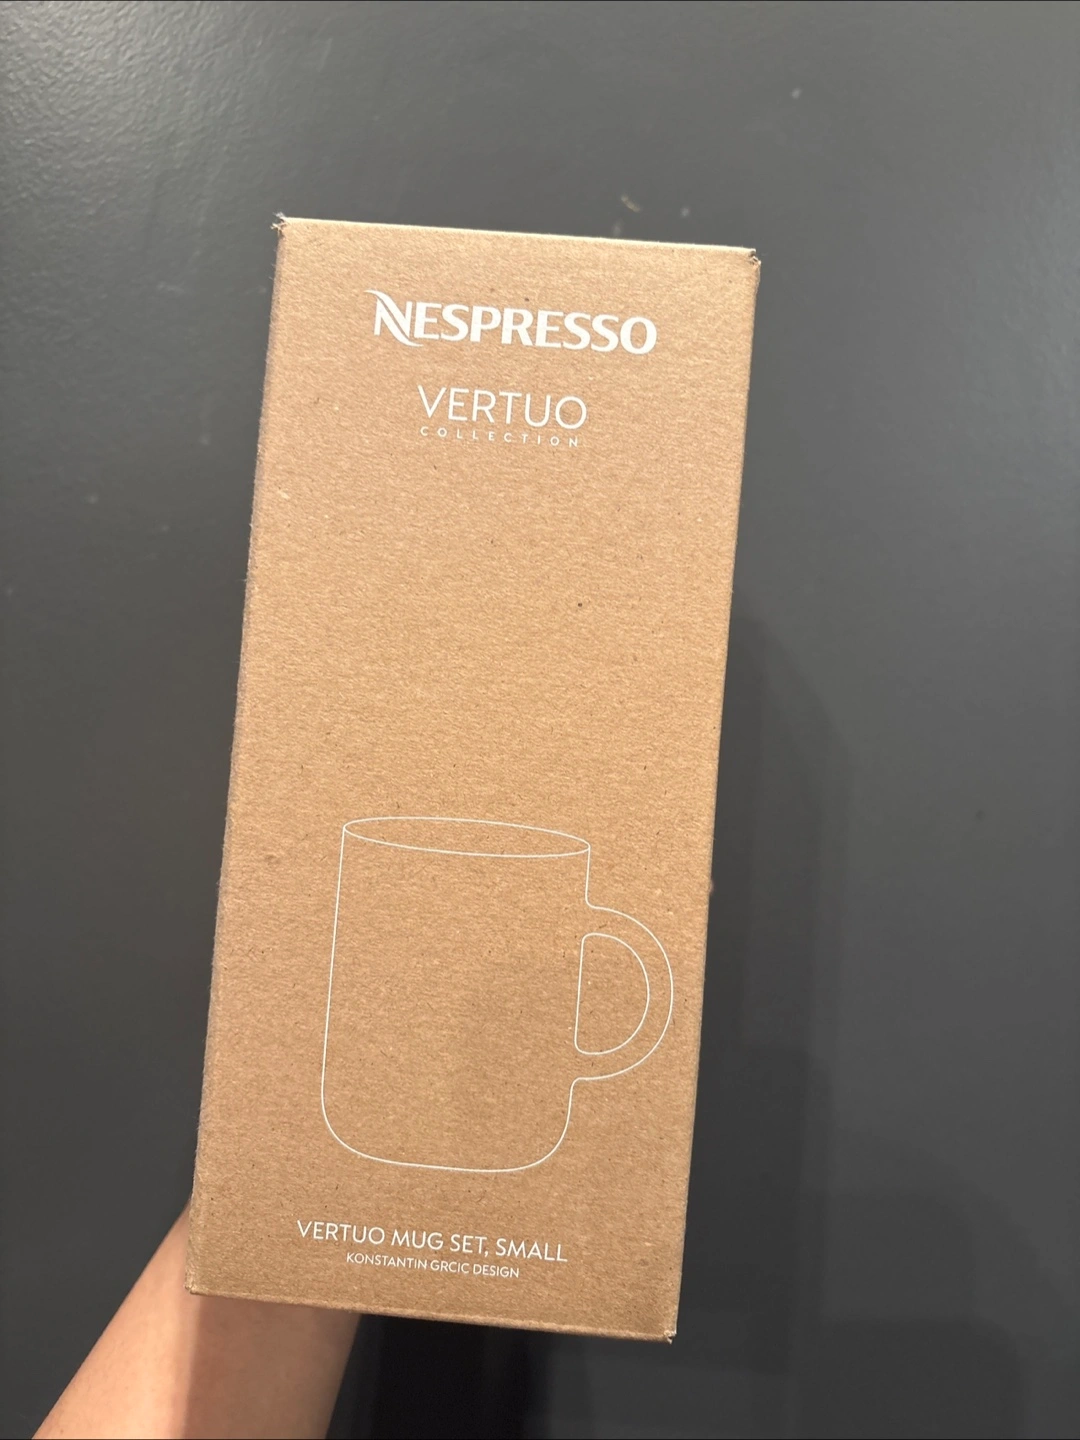 NESPRESSO
VERTUO
COLLECTION
VERTUO MUG SET, SMALL
KONSTANTIN GRCIC DESIGN